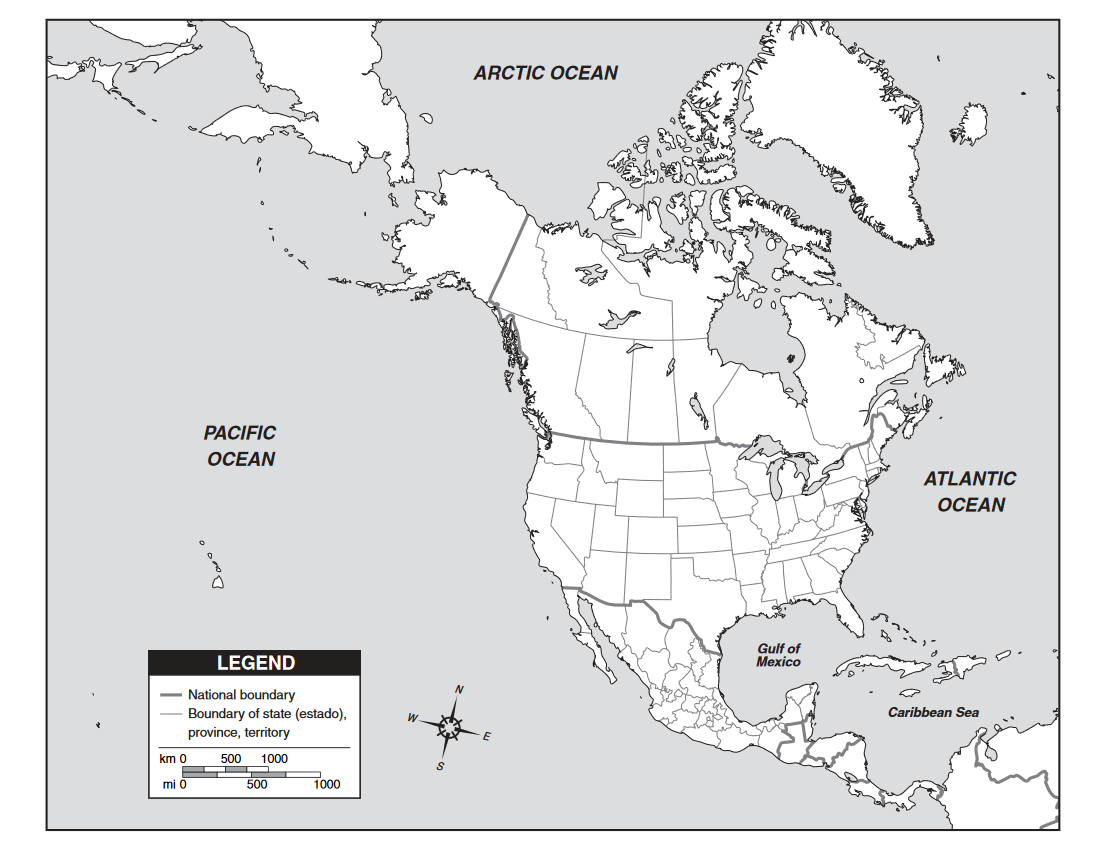 ARCTIC OCEAN
PACIFIC
OCEAN
ATLANTIC
OCEAN
Gulf of
Mexico
Caribbean Sea
LEGEND
National boundary
Boundary of state (estado),
province, territory
km 0 500 1000
mi 0 500 1000
N
W
E
S